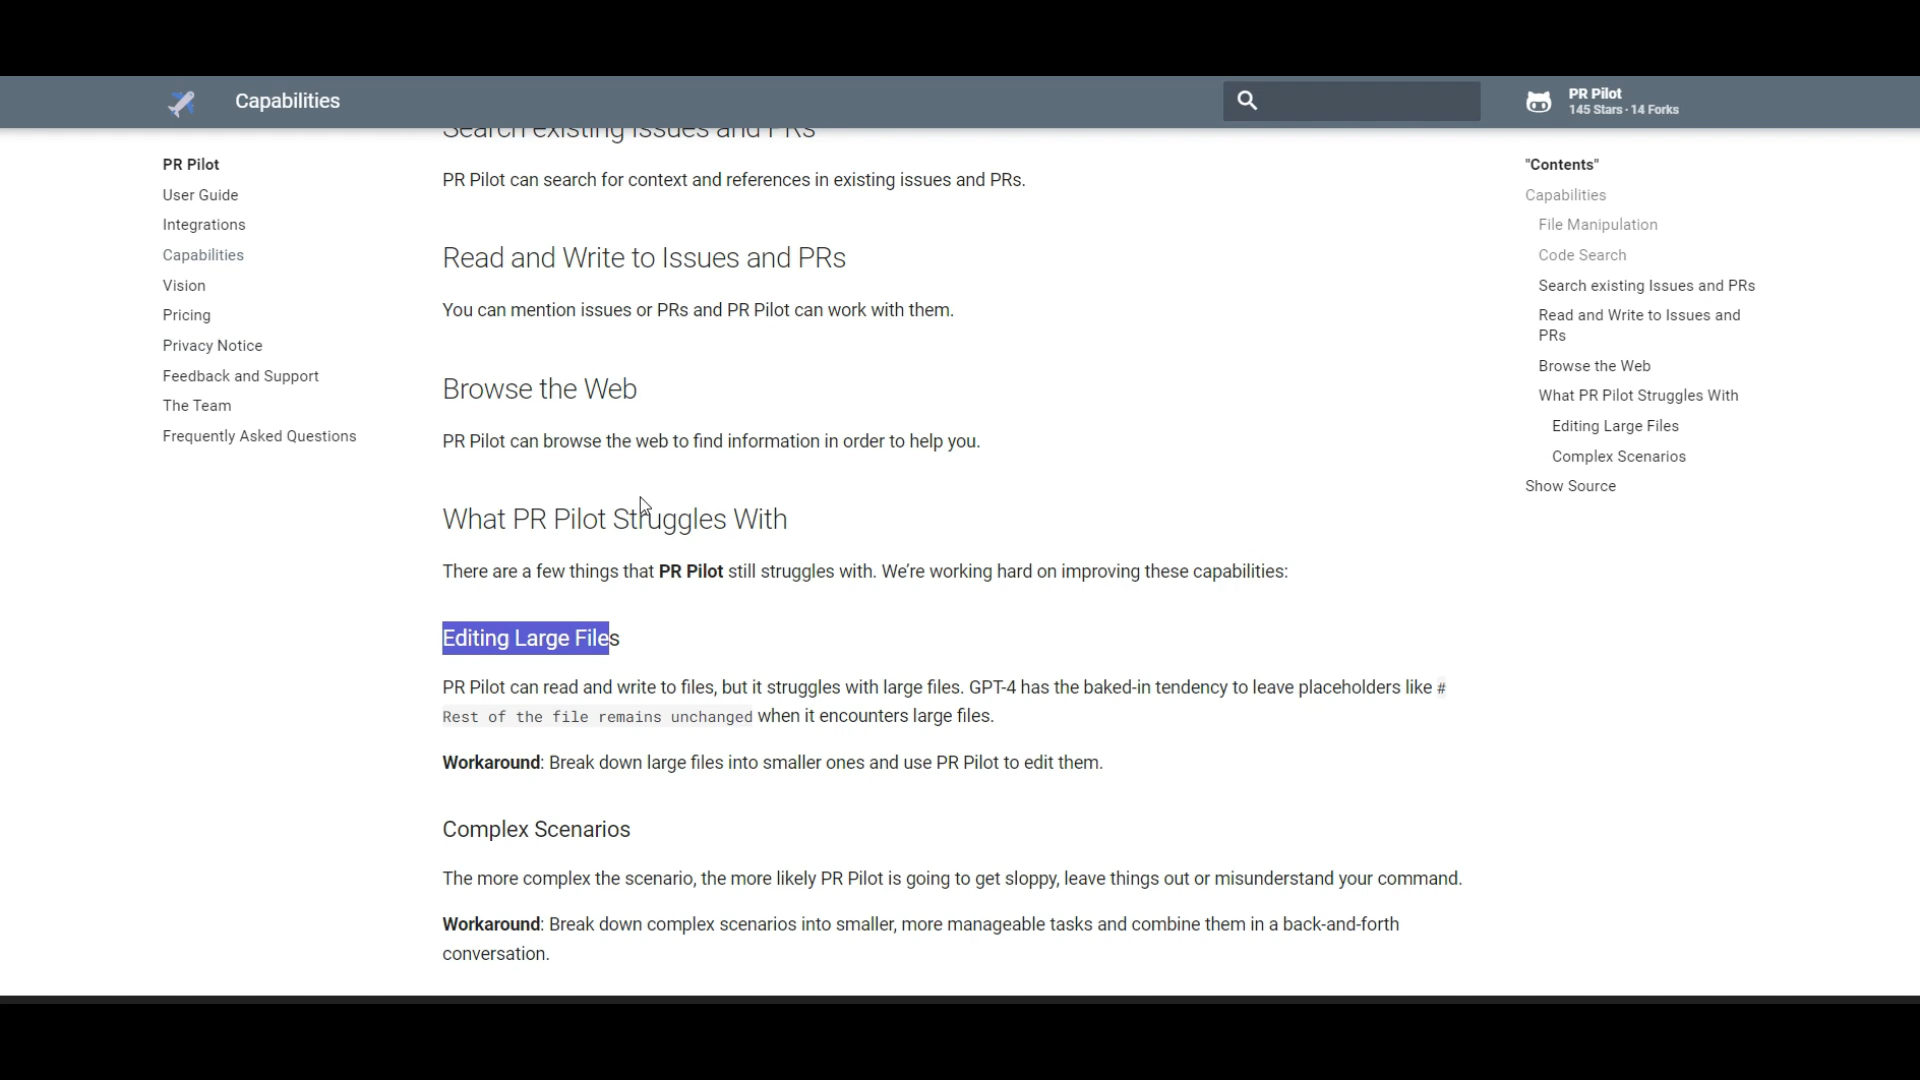 Capabilities
PR Pilot
145 Stars · 14 Forks
PR Pilot
User Guide
Integrations
Capabilities
Vision
Pricing
Privacy Notice
Feedback and Support
The Team
Frequently Asked Questions
Search existing Issues and PRs
PR Pilot can search for context and references in existing issues and PRs.
Read and Write to Issues and PRs
You can mention issues or PRs and PR Pilot can work with them.
Browse the Web
PR Pilot can browse the web to find information in order to help you.
What PR Pilot Struggles With
There are a few things that PR Pilot still struggles with. We're working hard on improving these capabilities:
Editing Large Files
PR Pilot can read and write to files, but it struggles with large files. GPT-4 has the baked-in tendency to leave placeholders like #
Rest of the file remains unchanged when it encounters large files.
Workaround: Break down large files into smaller ones and use PR Pilot to edit them.
Complex Scenarios
The more complex the scenario, the more likely PR Pilot is going to get sloppy, leave things out or misunderstand your command.
Workaround: Break down complex scenarios into smaller, more manageable tasks and combine them in a back-and-forth
conversation.
"Contents"
Capabilities
File Manipulation
Code Search
Search existing Issues and PRs
Read and Write to Issues and
PRs
Browse the Web
What PR Pilot Struggles With
Editing Large Files
Complex Scenarios
Show Source